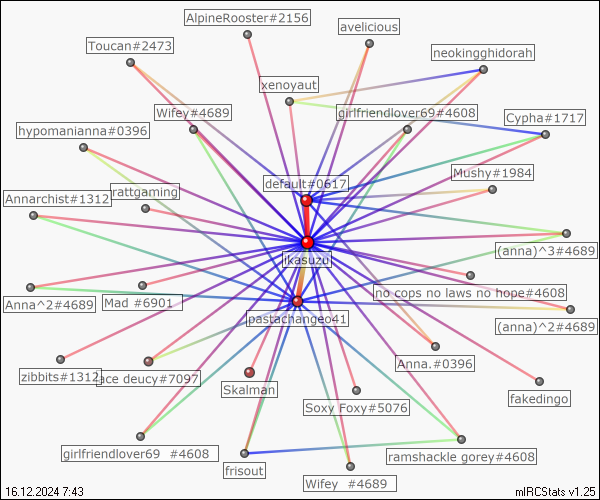 AlpineRooster#2156
avelicious
Toucan#2473
neokingghidorah
xenoyaut
Wifey#4689
girlfriendlover69#4608
Cypha#1717
hypomanianna#0396
Mushy#1984
default#0617
rattgaming
Annarchist#1312
(anna)^3#4689
likasuzu
no cops no laws no hope#4608
Anna^2#4689
Mad #6901
pastachangeo41
(anna)^2#4689
Anna.#0396
zibbits#1312
ace deucy#7097
Skalman
fakedingo
Soxy Foxy#5076
girlfriendlover69 #4608
ramshackle gorey#4608
frisout
Wifey #4689
16.12.2024 7:43
mIRCStats v1.25